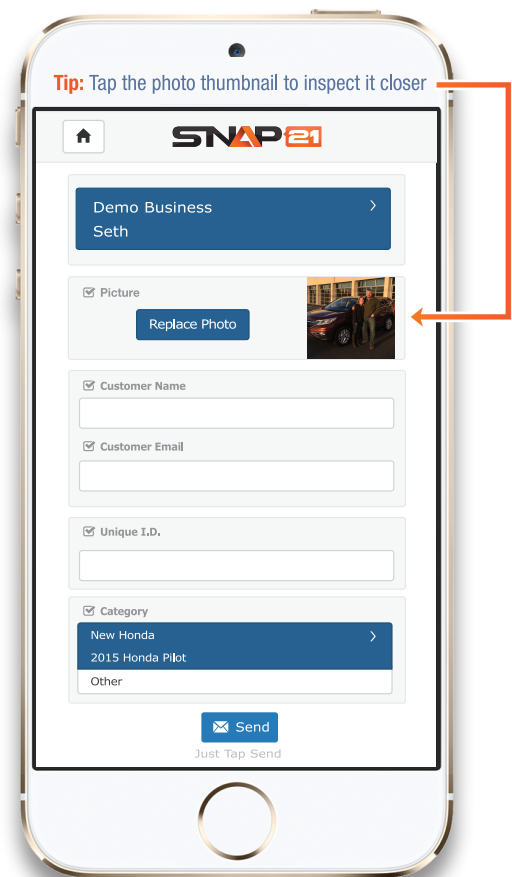 Tip: Tap the photo thumbnail to inspect it closer
SNAP21
Demo Business
Seth
Picture
Replace Photo
Customer Name
Customer Email
Unique I.D.
Category
New Honda
2015 Honda Pilot
Other
Send
Just Tap Send